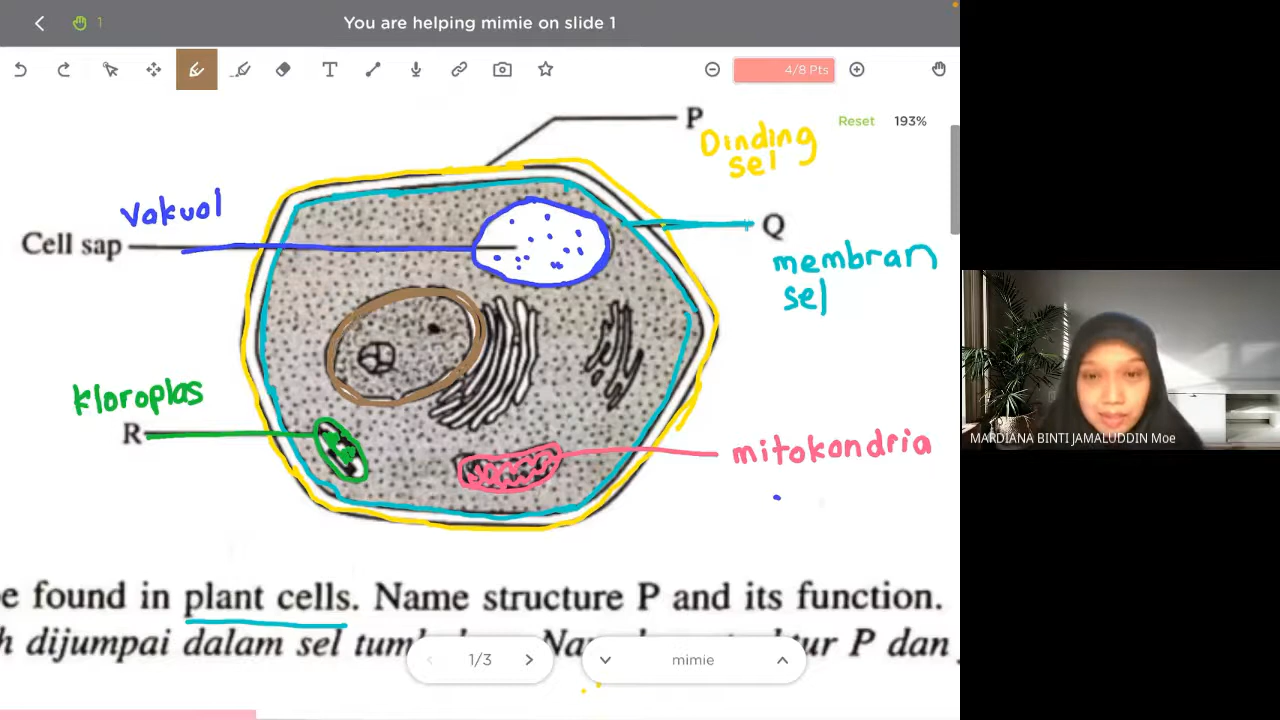 1
You are helping mimie on slide 1
4/8 Pts
P
Reset
193%
Dinding
sel
Vakuol
Cell sap
Q
membran
sel
kloroplas
R
mitokondria
MARDIANA BINTI JAMALUDDIN Moe
e found in plant cells. Name structure P and its function.
h dijumpai dalam sel
P dan
1/3
mimie